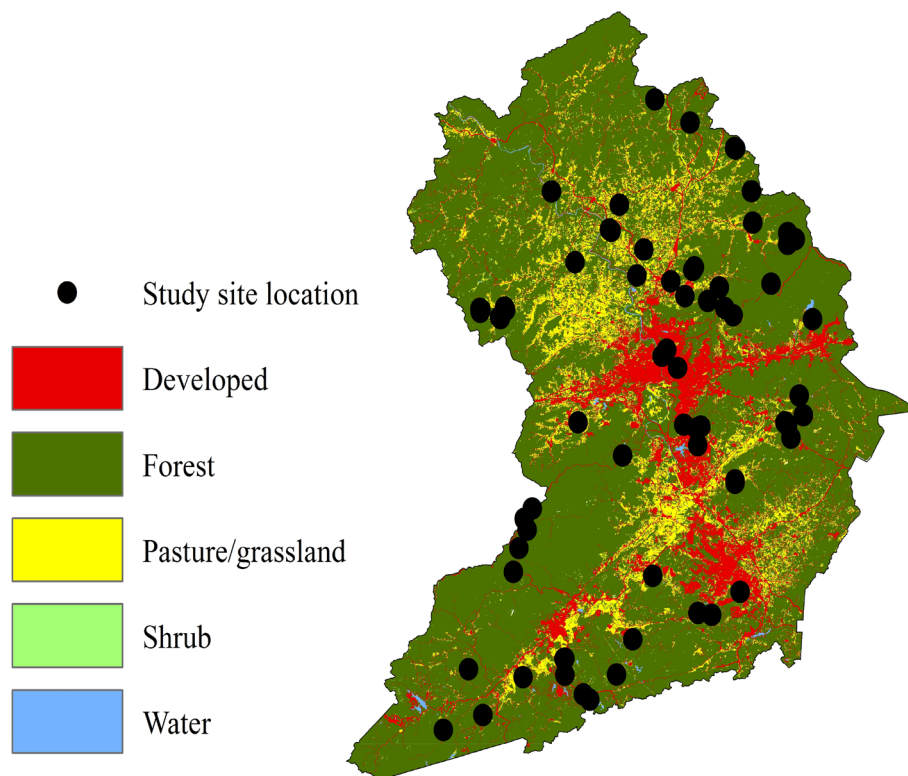 Study site location
Developed
Forest
Pasture/grassland
Shrub
Water